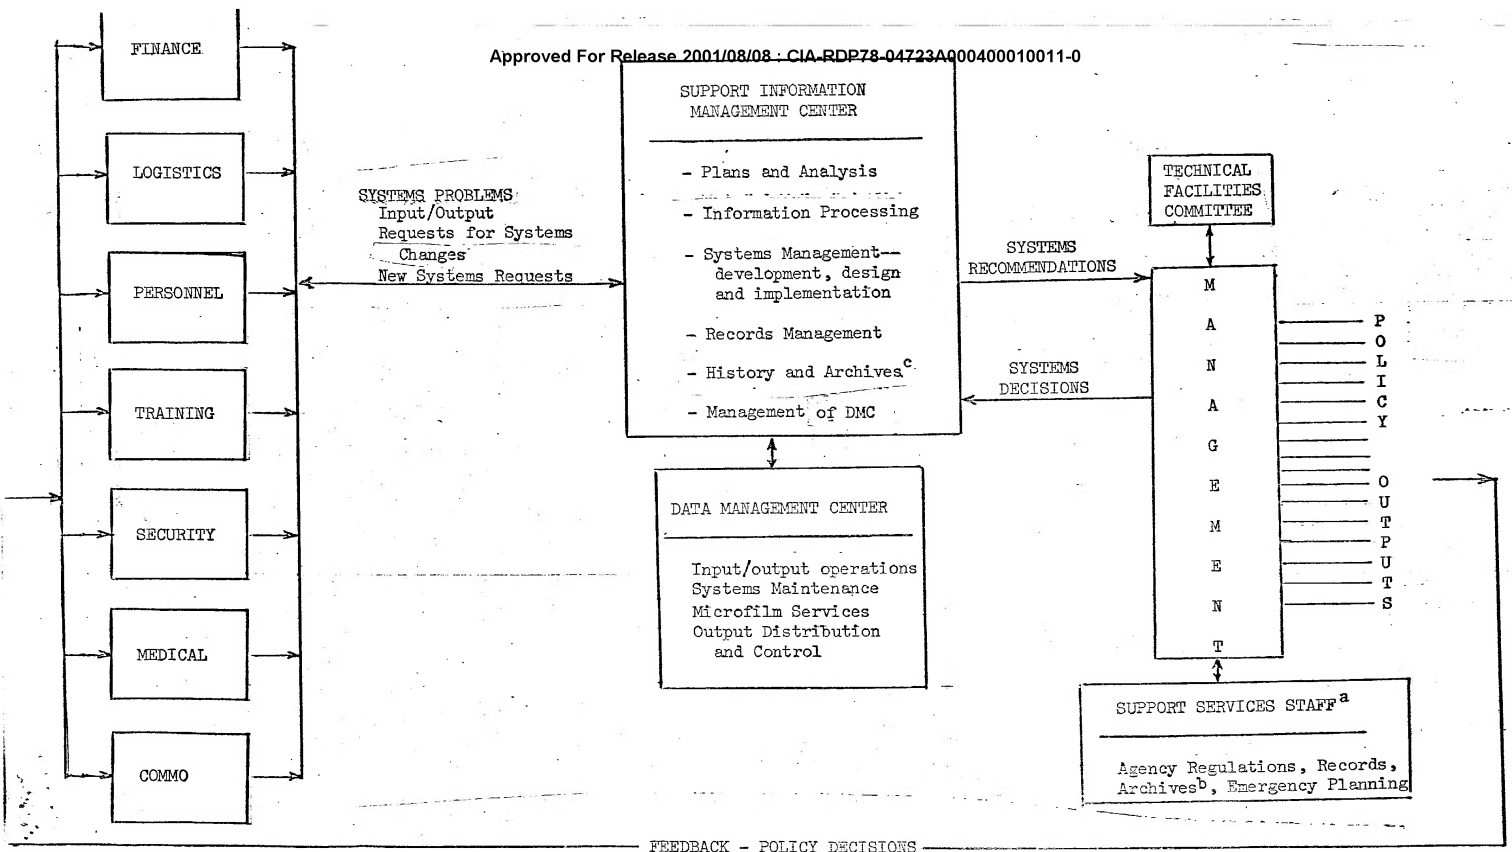 Approved For Release 2001/08/08 : CIA-RDP78-04723A000400010011-0
FINANCE
LOGISTICS
PERSONNEL
TRAINING
SECURITY
MEDICAL
COMMO
SYSTEMS PROBLEMS
Input/Output
Requests for Systems
Changes
New Systems Requests
SUPPORT INFORMATION
MANAGEMENT CENTER
- Plans and Analysis
- Information Processing
- Systems Management--
development, design
and implementation
- Records Management
- History and Archives c
- Management of DMC
DATA MANAGEMENT CENTER
Input/output operations
Systems Maintenance
Microfilm Services
Output Distribution
and Control
SYSTEMS
RECOMMENDATIONS
SYSTEMS
DECISIONS
TECHNICAL
FACILITIES
COMMITTEE
MANAGEMENT
POLICY OUTPUTS
SUPPORT SERVICES STAFF a
Agency Regulations, Records,
Archives b, Emergency Planning
FEEDBACK - POLICY DECISIONS